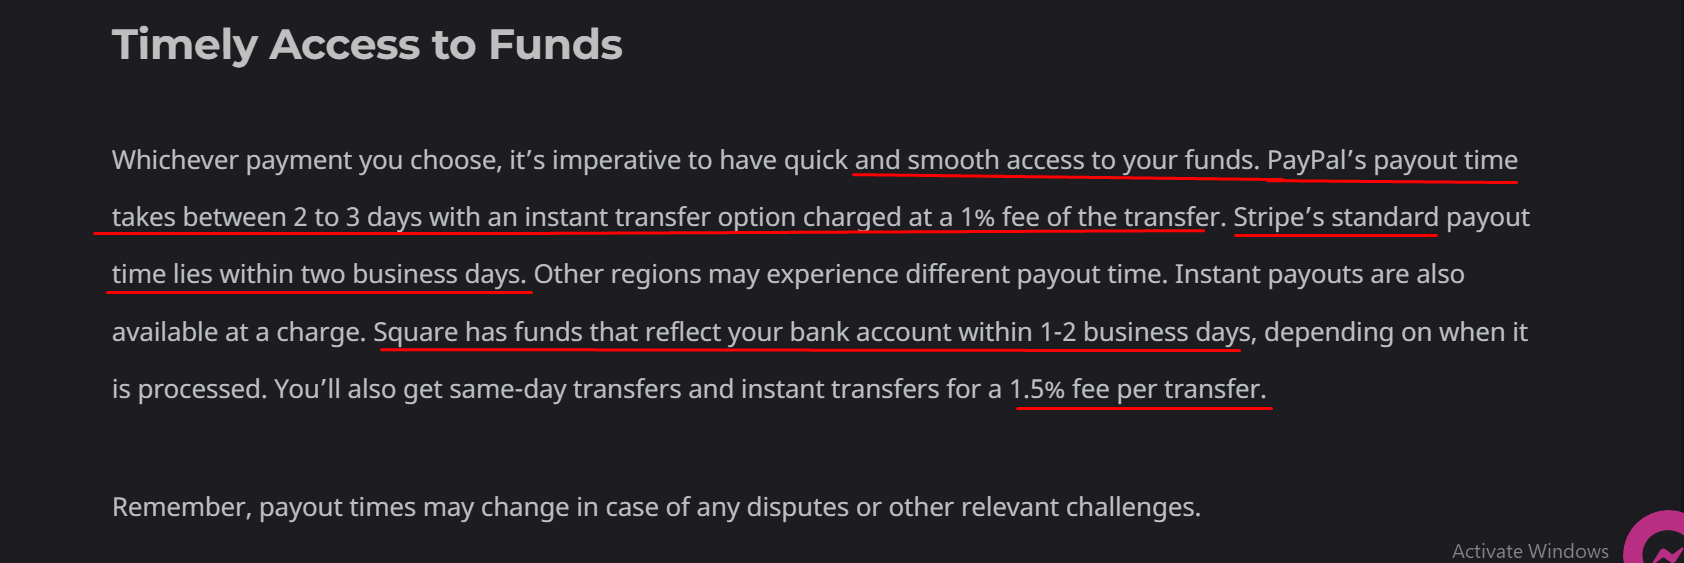 Timely Access to Funds
Whichever payment you choose, it’s imperative to have quick and smooth access to your funds. PayPal’s payout time
takes between 2 to 3 days with an instant transfer option charged at a 1% fee of the transfer. Stripe’s standard payout
time lies within two business days. Other regions may experience different payout time. Instant payouts are also
available at a charge. Square has funds that reflect your bank account within 1-2 business days, depending on when it
is processed. You’ll also get same-day transfers and instant transfers for a 1.5% fee per transfer.
Remember, payout times may change in case of any disputes or other relevant challenges.
Activate Windows